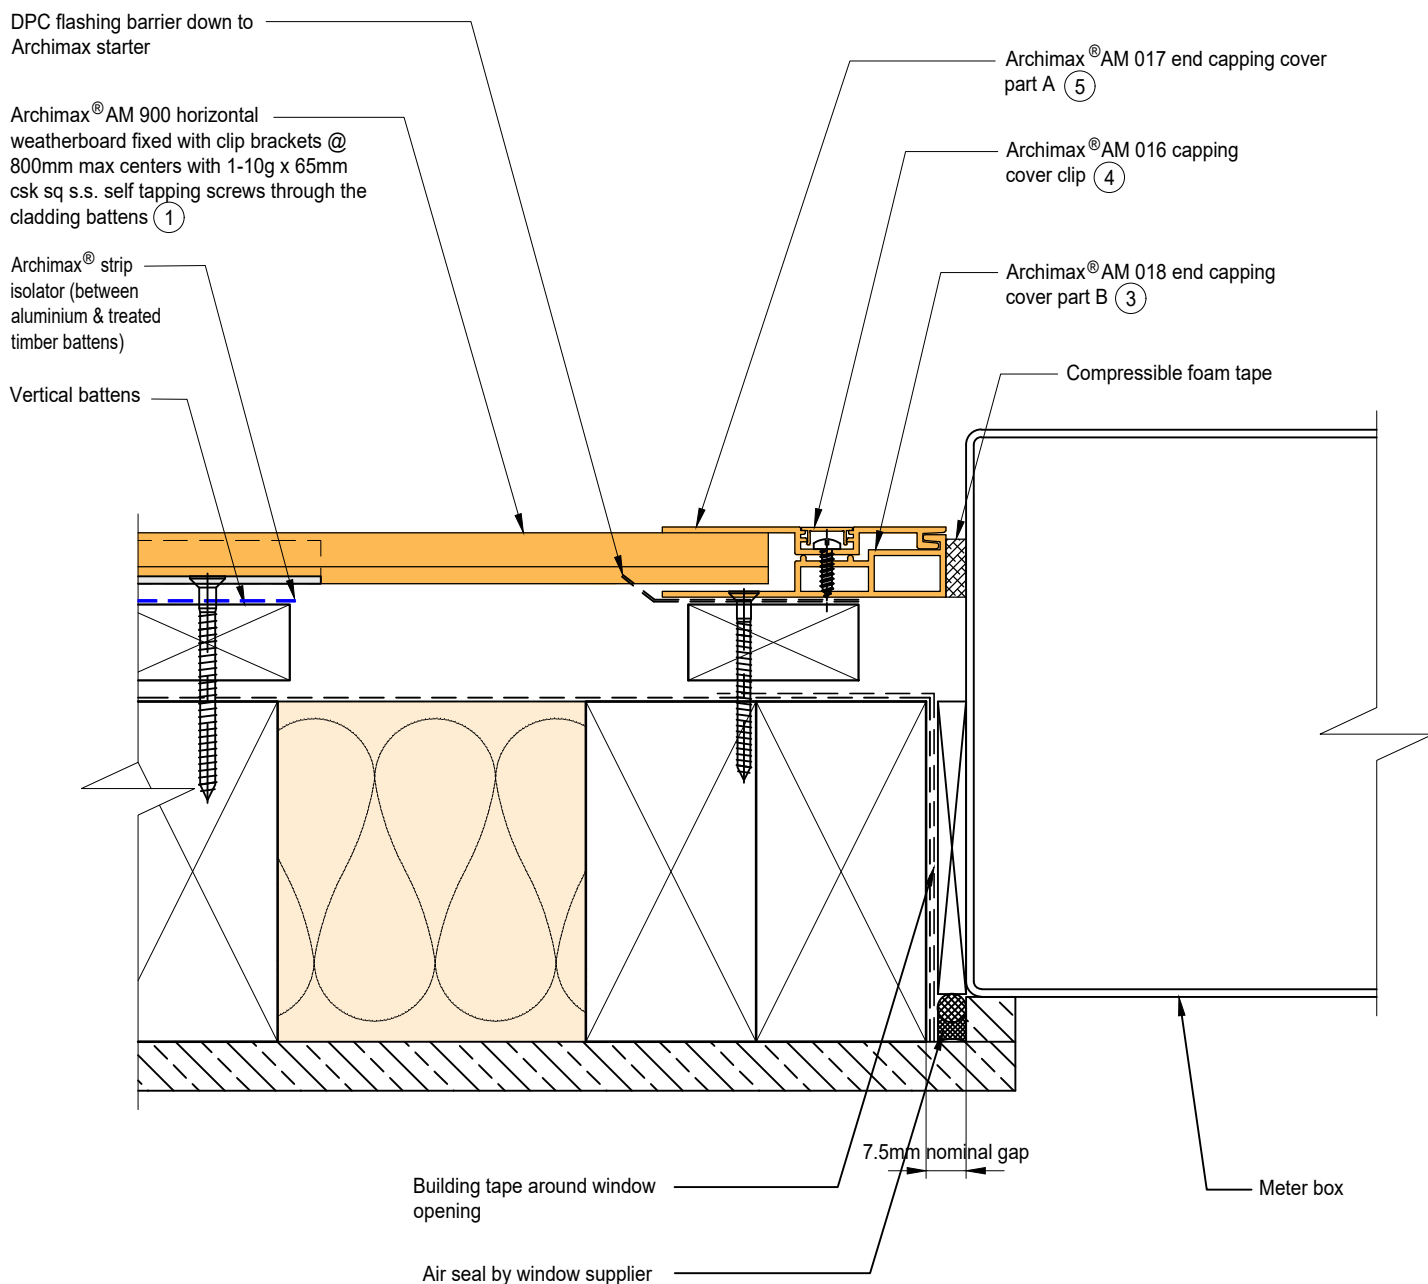 DPC flashing barrier down to
Archimax starter
Archimax® AM 900 horizontal
weatherboard fixed with clip brackets @
800mm max centers with 1-10g x 65mm
csk sq s.s. self tapping screws through the
cladding battens 1
Archimax® strip
isolator (between
aluminium & treated
timber battens)
Vertical battens
Archimax® AM 017 end capping cover
part A 5
Archimax® AM 016 capping
cover clip 4
Archimax® AM 018 end capping
cover part B 3
Compressible foam tape
7.5mm nominal gap
Building tape around window
opening
Meter box
Air seal by window supplier